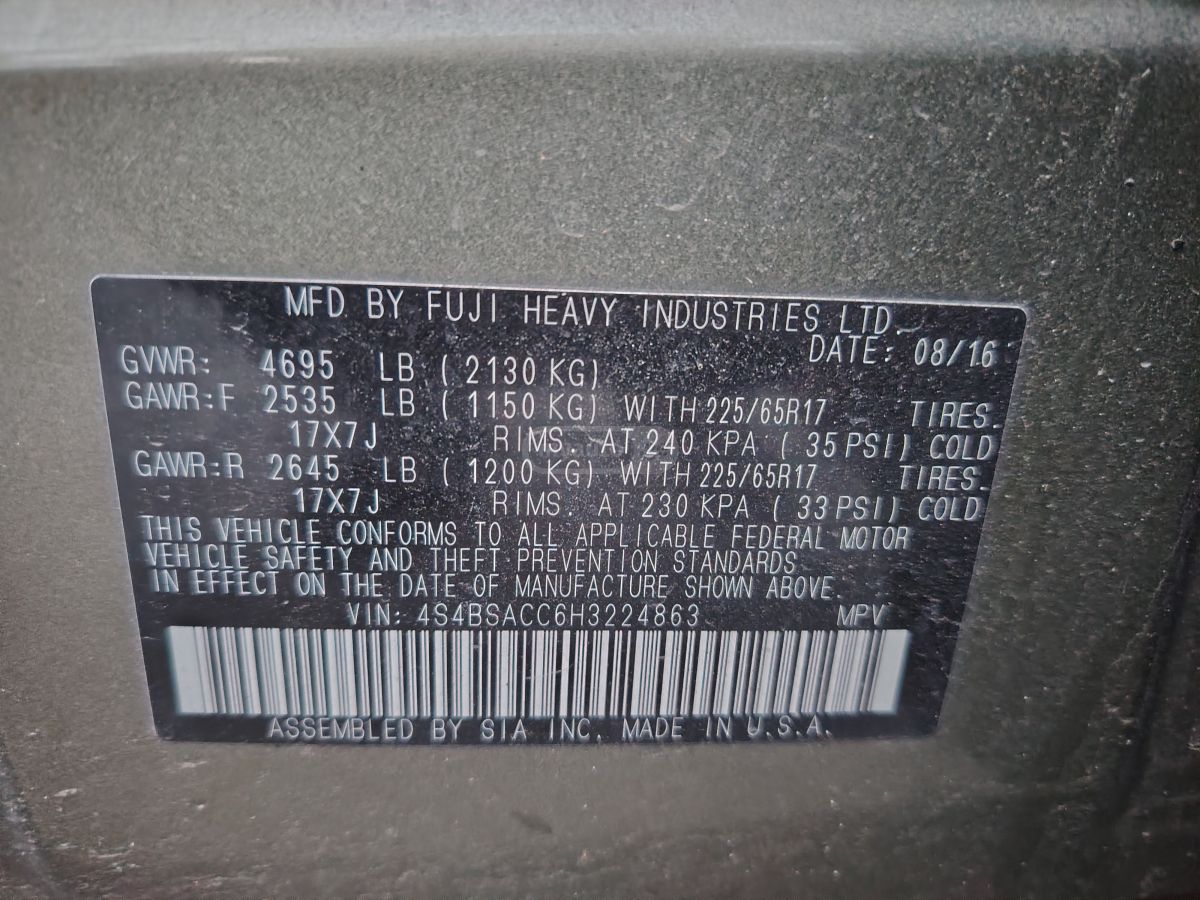 MFD BY FUJI HEAVY INDUSTRIES LTD.
DATE: 08/16
GVWR: 4695 LB ( 2130 KG)
GAWR:F 2535 LB ( 1150 KG) WITH 225/65R17 TIRES.
17X7J RIMS. AT 240 KPA ( 35 PSI) COLD
GAWR:R 2645 LB ( 1200 KG) WITH 225/65R17 TIRES.
17X7J RIMS. AT 230 KPA ( 33 PSI) COLD
THIS VEHICLE CONFORMS TO ALL APPLICABLE FEDERAL MOTOR
VEHICLE SAFETY AND THEFT PREVENTION STANDARDS
IN EFFECT ON THE DATE OF MANUFACTURE SHOWN ABOVE.
VIN: 4S4BSACC6H3224863 MPV
ASSEMBLED BY SIA INC. MADE IN U.S.A.